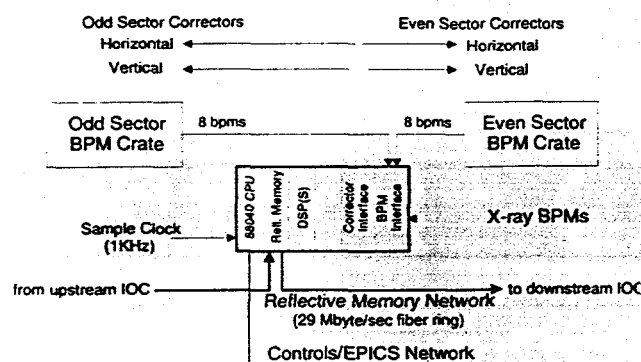 Odd Sector Correctors
Even Sector Correctors
Horizontal
Horizontal
Vertical
Vertical
Odd Sector
BPM Crate
8 bpms
8 bpms
Even Sector
BPM Crate
68040 CPU
Refl. Memory
DSP(S)
Corrector
Interface
BPM
Interface
Sample Clock
(1KHz)
X-ray BPMs
from upstream IOC
to downstream IOC
Reflective Memory Network
(29 Mbyte/sec fiber ring)
Controls/EPICS Network